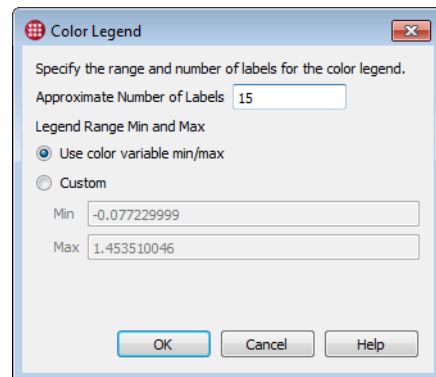 Color Legend
Specify the range and number of labels for the color legend.
Approximate Number of Labels 15
Legend Range Min and Max
Use color variable min/max
Custom
Min -0.077229999
Max 1.453510046
OK Cancel Help